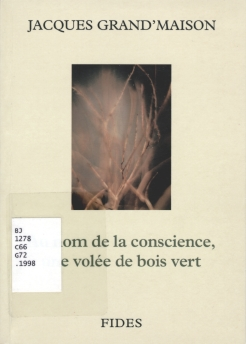 JACQUES GRAND'MAISON
BJ
1278
C66
G72
.1998
nom de la conscience,
volée de bois vert
FIDES